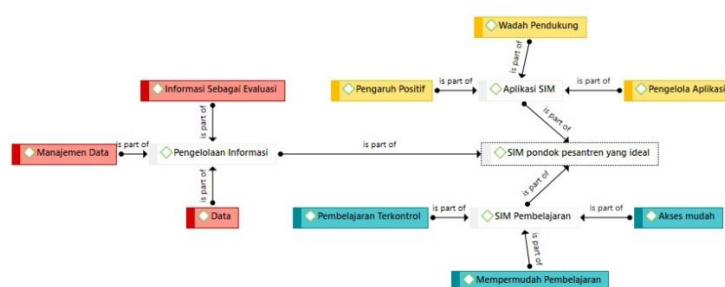 Wadah Pendukung
is part of
Informasi Sebagai Evaluasi
Pengaruh Positif
is part of
Aplikasi SIM
is part of
Pengelola Aplikasi
is part of
is part of
Manajemen Data
is part of
Pengelolaan Informasi
is part of
SIM pondok pesantren yang ideal
is part of
is part of
Data
Pembelajaran Terkontrol
is part of
SIM Pembelajaran
is part of
Akses mudah
is part of
Mempermudah Pembelajaran